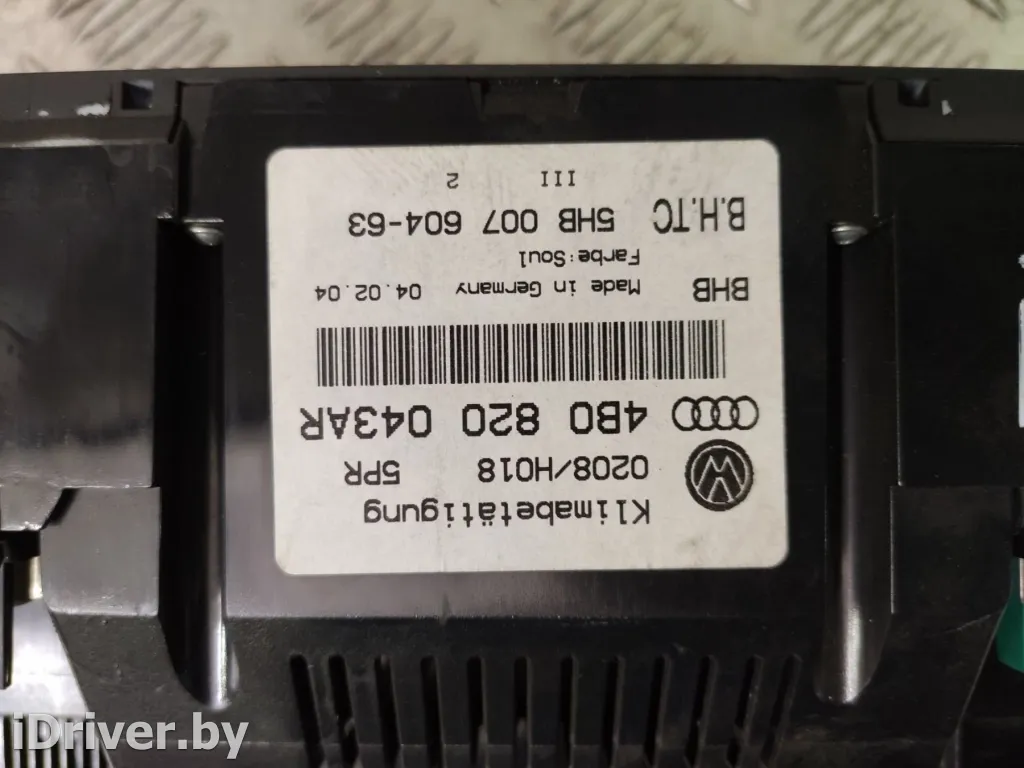 Klimabetätigung
0208/H018 5PR
4B0 820 043AR
BHB Made in Germany 04.02.04
Farbe:Soul
B.H.TC 5HB 007 604-63
III 2
iDriver.by